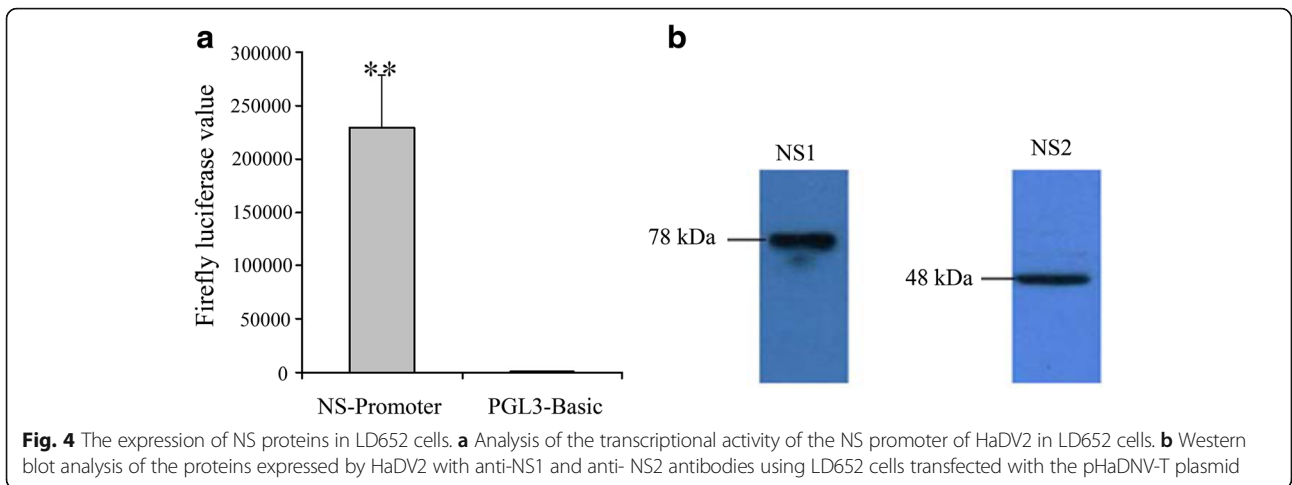 a
b
300000
250000
200000
150000
100000
50000
0
Firefly luciferase value
**
NS-Promoter
PGL3-Basic
NS1
78 kDa
NS2
48 kDa
Fig. 4 The expression of NS proteins in LD652 cells. a Analysis of the transcriptional activity of the NS promoter of HaDV2 in LD652 cells. b Western
blot analysis of the proteins expressed by HaDV2 with anti-NS1 and anti- NS2 antibodies using LD652 cells transfected with the pHaDNV-T plasmid